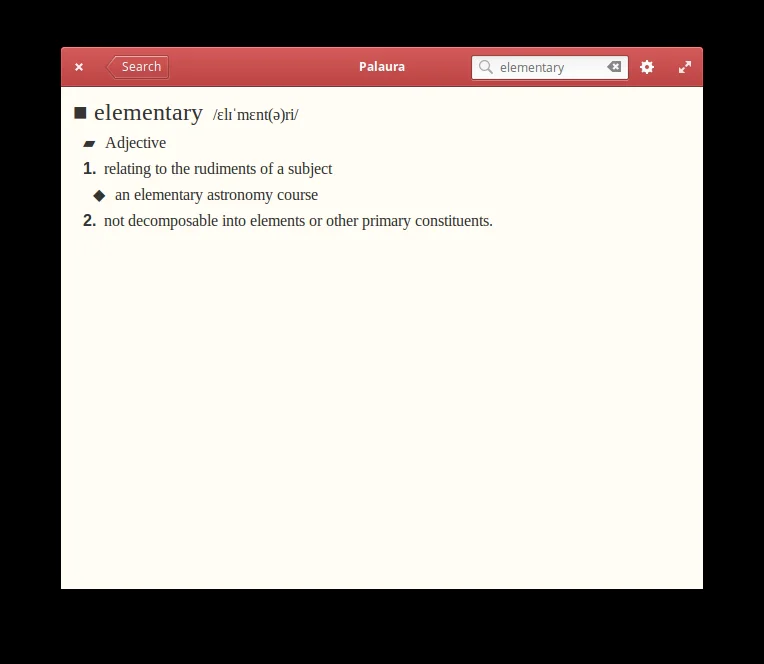 Search
Palaura
elementary
■ elementary /ɛlɪˈmɛnt(ə)ri/
▰ Adjective
1. relating to the rudiments of a subject
◆ an elementary astronomy course
2. not decomposable into elements or other primary constituents.